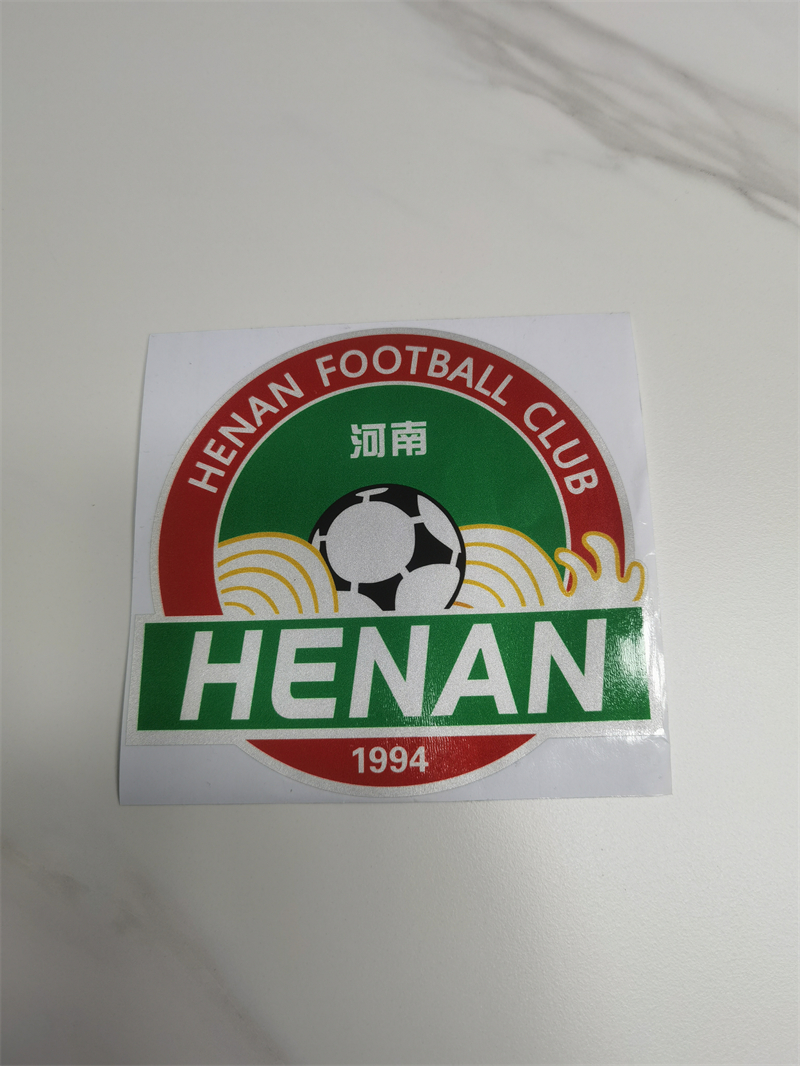 HENAN FOOTBALL CLUB
河南
HENAN
1994